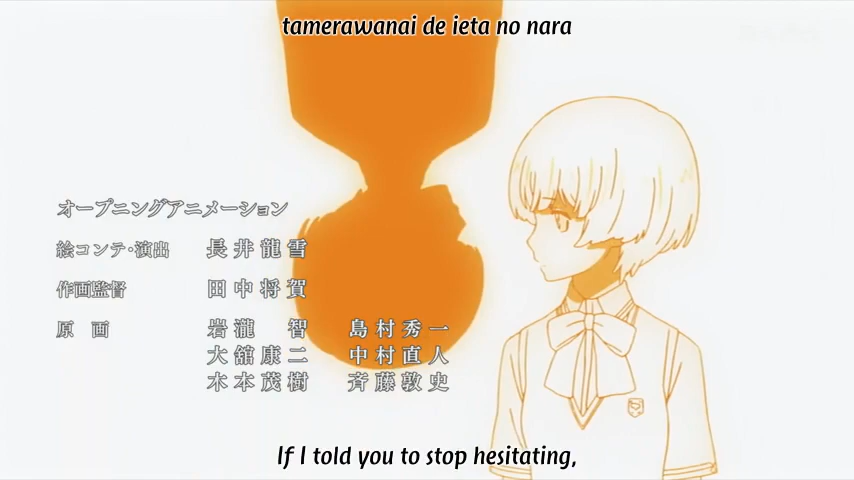 tamerawanai de ieta no nara
オープニングアニメーション
絵コンテ・演出 長井龍雪
作画監督 田中将賀
原 画 岩瀧 智 島村秀一
大舘康二 中村直人
木本茂樹 斉藤敦史
If I told you to stop hesitating,